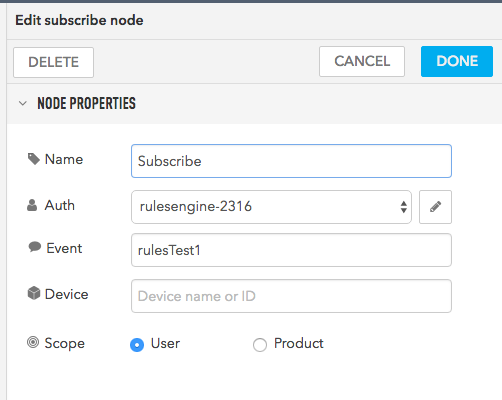 Edit subscribe node
DELETE CANCEL DONE
NODE PROPERTIES
Name Subscribe
Auth rulesengine-2316
Event rulesTest1
Device Device name or ID
Scope User Product